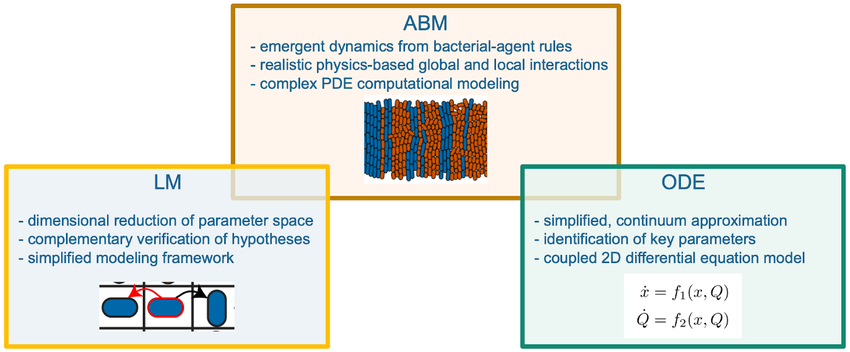 ABM
- emergent dynamics from bacterial-agent rules
- realistic physics-based global and local interactions
- complex PDE computational modeling
LM
- dimensional reduction of parameter space
- complementary verification of hypotheses
- simplified modeling framework
ODE
- simplified, continuum approximation
- identification of key parameters
- coupled 2D differential equation model
ẋ = f₁(x, Q)
Q̇ = f₂(x, Q)